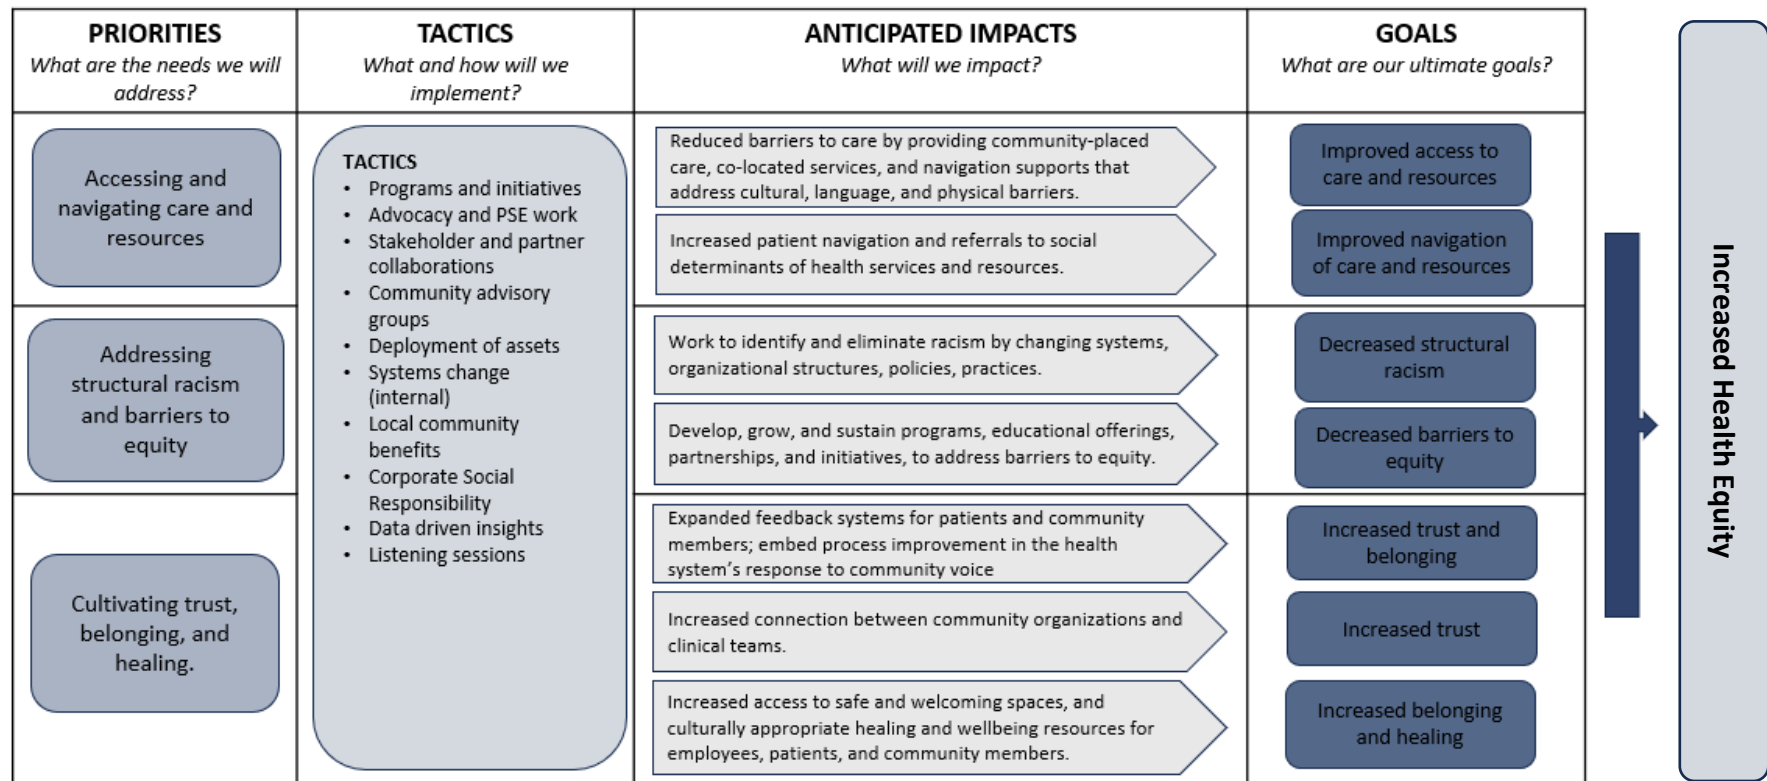 PRIORITIES
What are the needs we will
address?
TACTICS
What and how will we
implement?
ANTICIPATED IMPACTS
What will we impact?
GOALS
What are our ultimate goals?
Accessing and
navigating care and
resources
TACTICS
• Programs and initiatives
• Advocacy and PSE work
• Stakeholder and partner
collaborations
• Community advisory
groups
• Deployment of assets
• Systems change
(internal)
• Local community
benefits
• Corporate Social
Responsibility
• Data driven insights
• Listening sessions
Reduced barriers to care by providing community-placed
care, co-located services, and navigation supports that
address cultural, language, and physical barriers.
Improved access to
care and resources
Increased patient navigation and referrals to social
determinants of health services and resources.
Improved navigation
of care and resources
Addressing
structural racism
and barriers to
equity
Work to identify and eliminate racism by changing systems,
organizational structures, policies, practices.
Decreased structural
racism
Develop, grow, and sustain programs, educational offerings,
partnerships, and initiatives, to address barriers to equity.
Decreased barriers to
equity
Cultivating trust,
belonging, and
healing.
Expanded feedback systems for patients and community
members; embed process improvement in the health
system's response to community voice
Increased trust and
belonging
Increased connection between community organizations and
clinical teams.
Increased trust
Increased access to safe and welcoming spaces, and
culturally appropriate healing and wellbeing resources for
employees, patients, and community members.
Increased belonging
and healing
Increased Health Equity